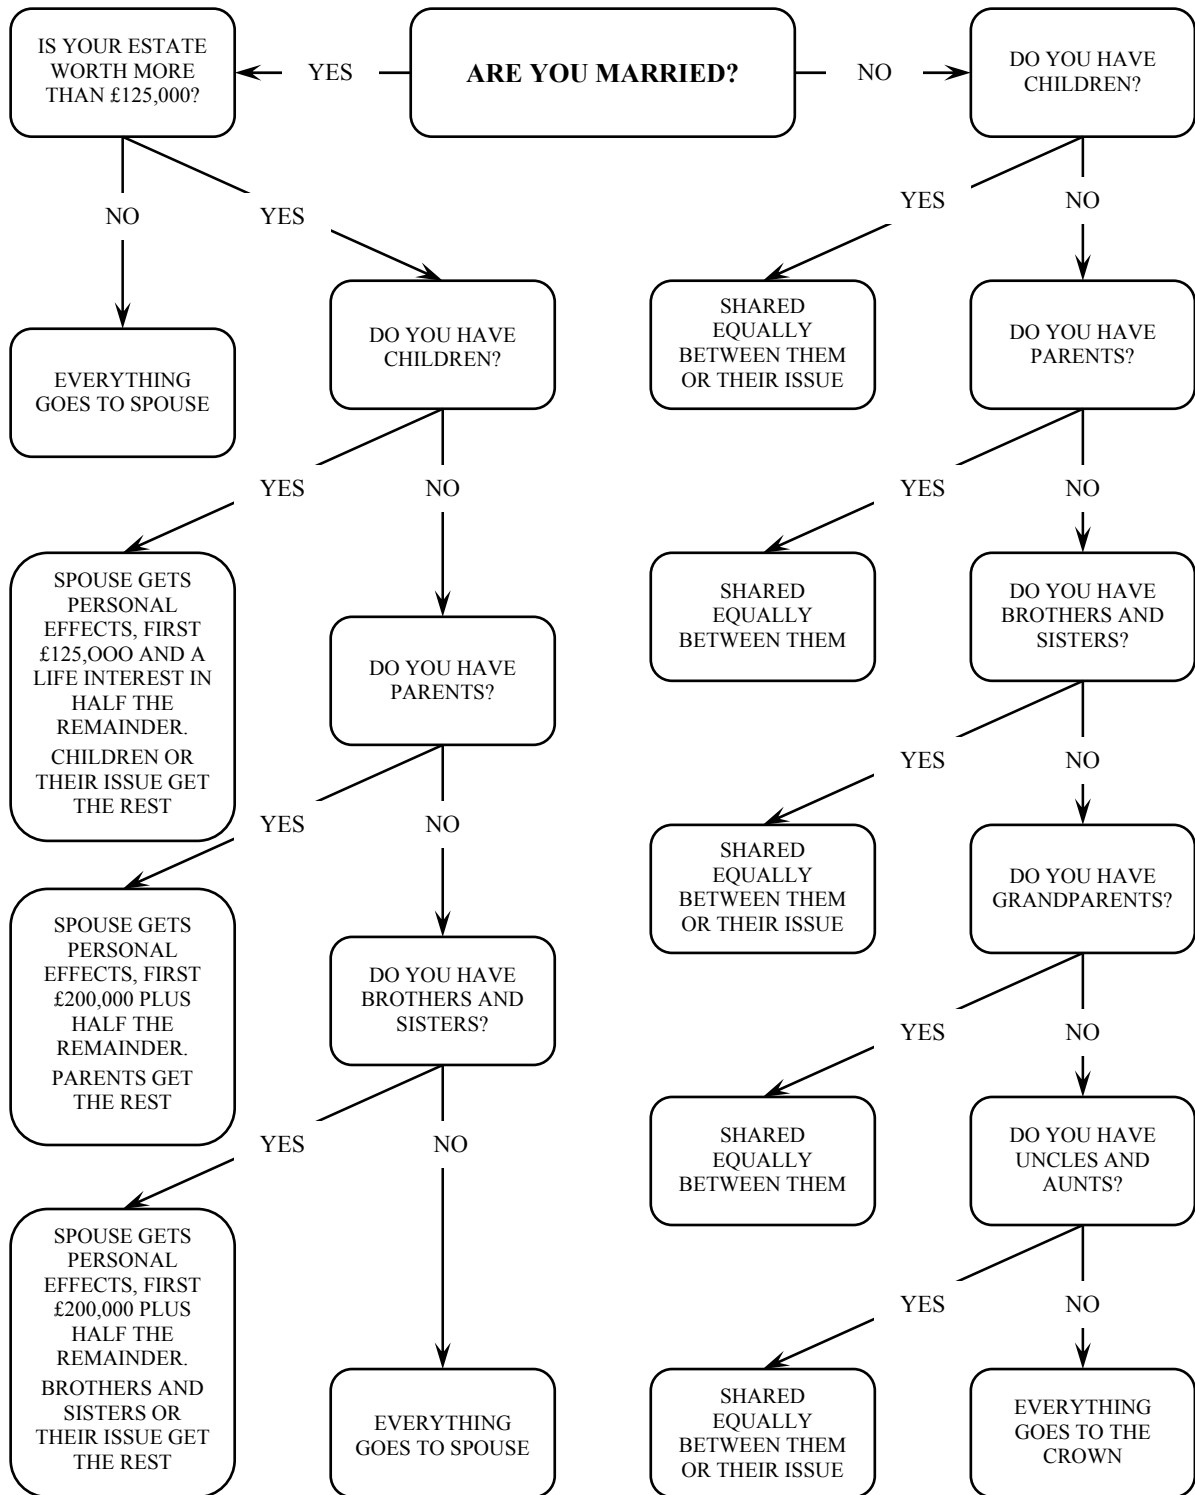 IS YOUR ESTATE
WORTH MORE
THAN £125,000?
YES
ARE YOU MARRIED?
NO
DO YOU HAVE
CHILDREN?
NO
YES
YES
NO
EVERYTHING
GOES TO SPOUSE
DO YOU HAVE
CHILDREN?
SHARED
EQUALLY
BETWEEN THEM
OR THEIR ISSUE
DO YOU HAVE
PARENTS?
YES
NO
YES
NO
SPOUSE GETS
PERSONAL
EFFECTS, FIRST
£125,OOO AND A
LIFE INTEREST IN
HALF THE
REMAINDER.
CHILDREN OR
THEIR ISSUE GET
THE REST
DO YOU HAVE
PARENTS?
SHARED
EQUALLY
BETWEEN THEM
DO YOU HAVE
BROTHERS AND
SISTERS?
YES
NO
YES
NO
SPOUSE GETS
PERSONAL
EFFECTS, FIRST
£200,000 PLUS
HALF THE
REMAINDER.
PARENTS GET
THE REST
DO YOU HAVE
BROTHERS AND
SISTERS?
SHARED
EQUALLY
BETWEEN THEM
OR THEIR ISSUE
DO YOU HAVE
GRANDPARENTS?
YES
NO
YES
NO
SPOUSE GETS
PERSONAL
EFFECTS, FIRST
£200,000 PLUS
HALF THE
REMAINDER.
BROTHERS AND
SISTERS OR
THEIR ISSUE GET
THE REST
EVERYTHING
GOES TO SPOUSE
SHARED
EQUALLY
BETWEEN THEM
DO YOU HAVE
UNCLES AND
AUNTS?
YES
NO
SHARED
EQUALLY
BETWEEN THEM
OR THEIR ISSUE
EVERYTHING
GOES TO THE
CROWN